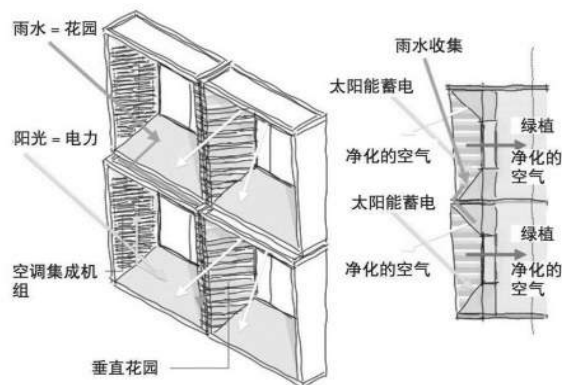 雨水 = 花园
阳光 = 电力
空调集成机
组
垂直花园
雨水收集
太阳能蓄电
绿植
净化的空气
净化的
空气
太阳能蓄电
绿植
净化的空气
净化的
空气